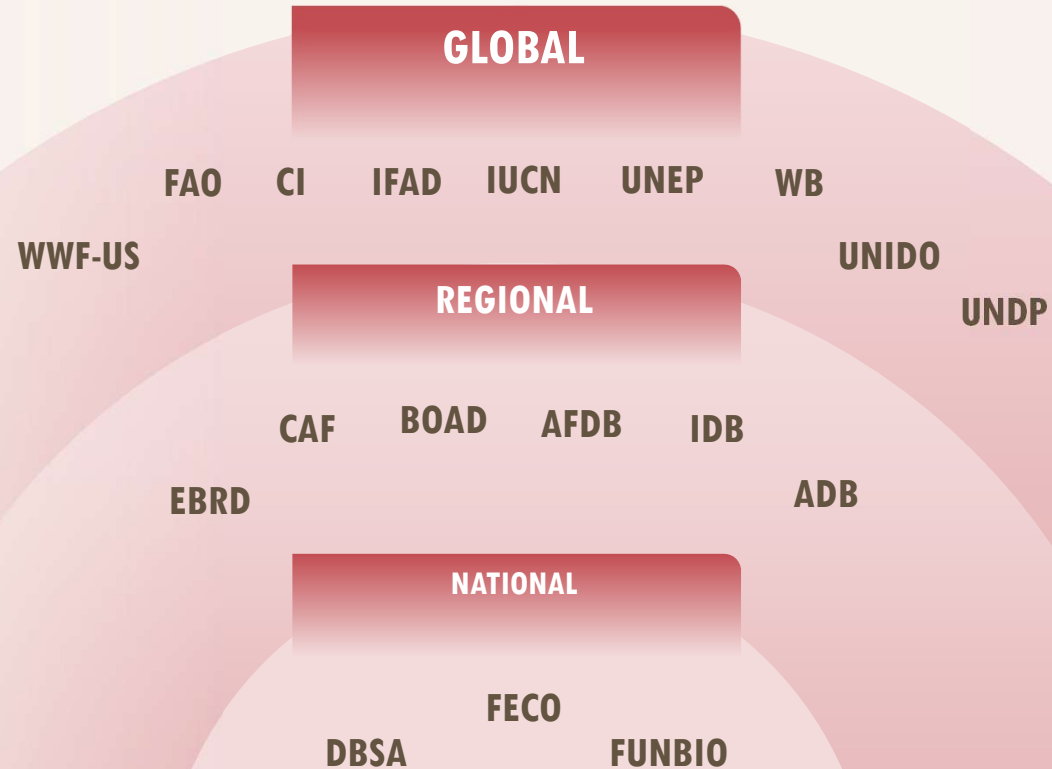 GLOBAL
FAO CI IFAD IUCN UNEP WB
WWF-US UNIDO
UNDP
REGIONAL
CAF BOAD AFDB IDB
EBRD ADB
NATIONAL
FECO
DBSA FUNBIO